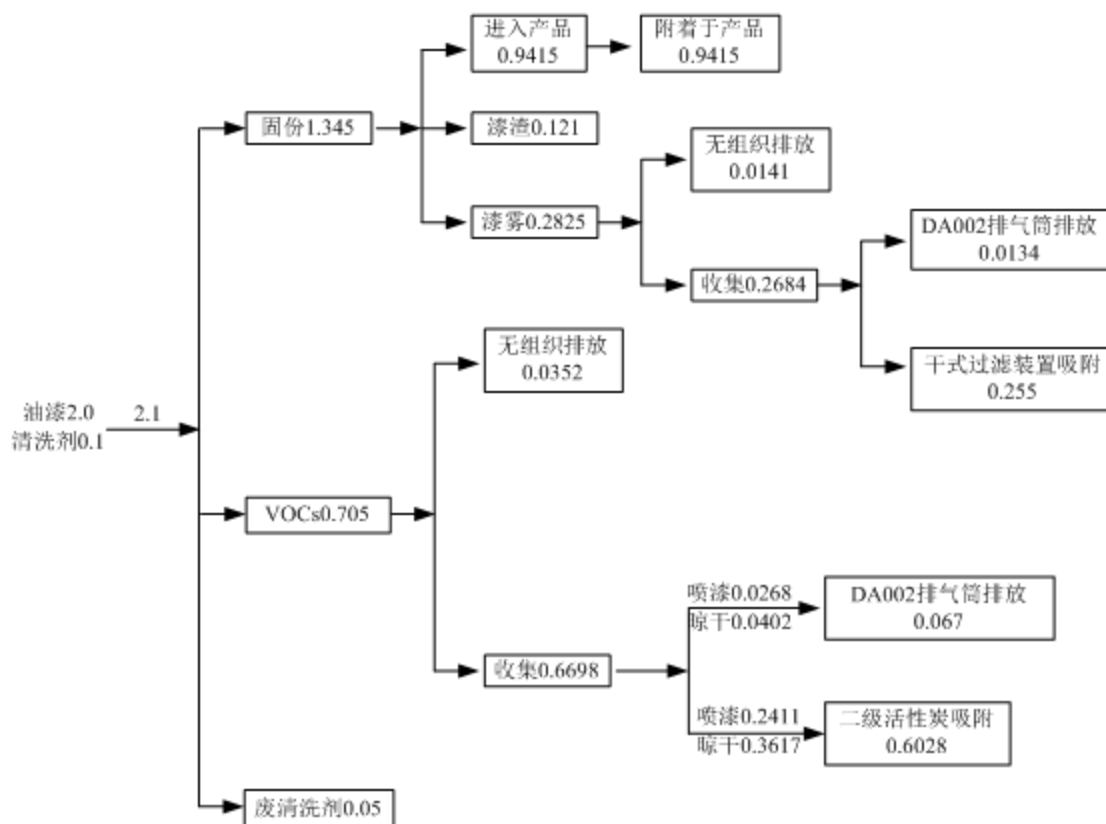 进入产品
0.9415
附着于产品
0.9415
固份1.345
漆渣0.121
无组织排放
0.0141
漆雾0.2825
DA002排气筒排放
0.0134
收集0.2684
无组织排放
0.0352
干式过滤装置吸附
0.255
油漆2.0
清洗剂0.1
2.1
VOCs0.705
喷漆0.0268
晾干0.0402
DA002排气筒排放
0.067
收集0.6698
喷漆0.2411
晾干0.3617
二级活性炭吸附
0.6028
废清洗剂0.05